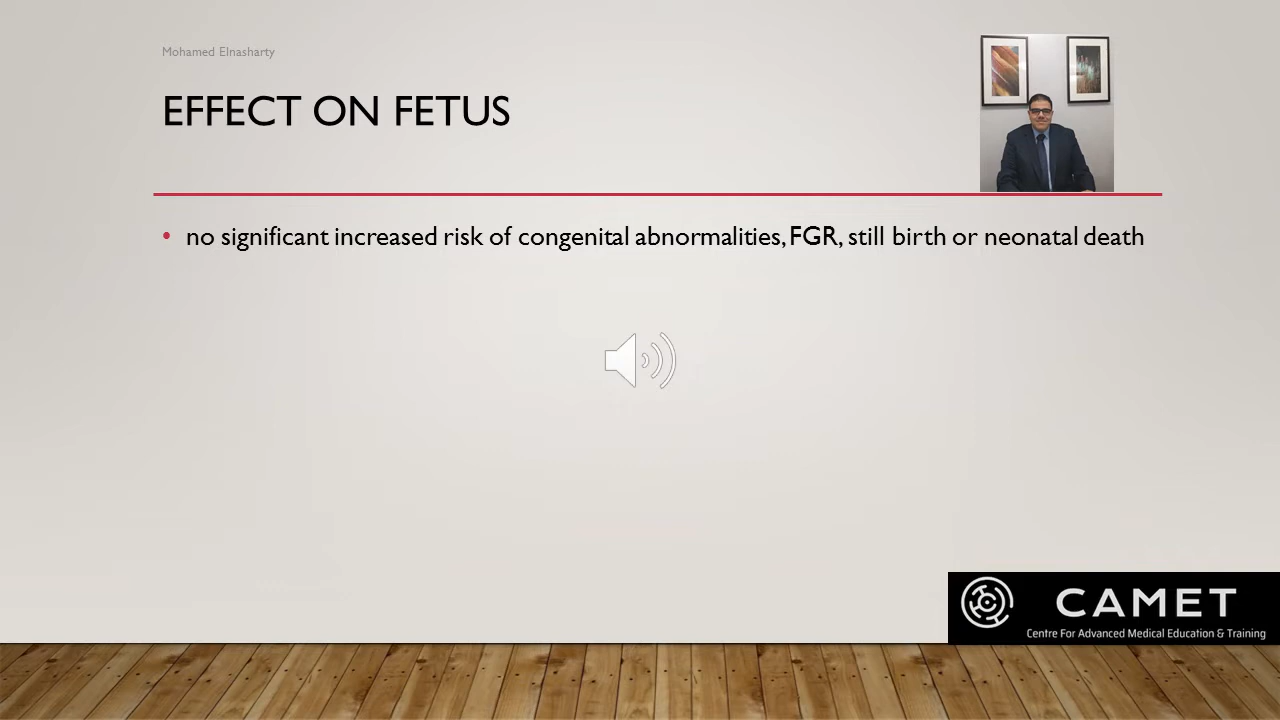 Mohamed Elnasharty
EFFECT ON FETUS
• no significant increased risk of congenital abnormalities, FGR, still birth or neonatal death
CAMET
Centre For Advanced Medical Education & Training